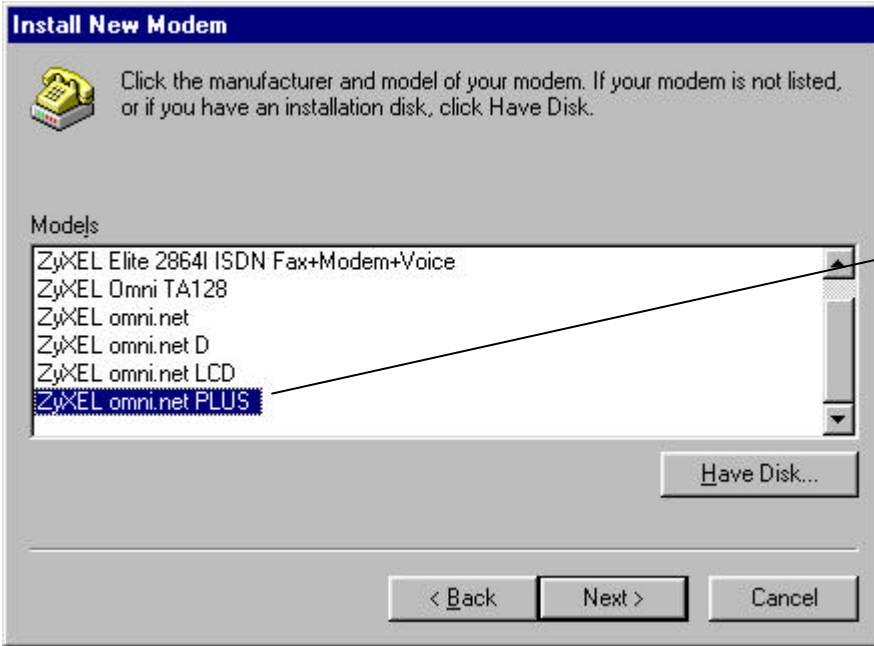 Install New Modem
Click the manufacturer and model of your modem. If your modem is not listed,
or if you have an installation disk, click Have Disk.
Models
ZyXEL Elite 2864I ISDN Fax+Modem+Voice
ZyXEL Omni TA128
ZyXEL omni.net
ZyXEL omni.net D
ZyXEL omni.net LCD
ZyXEL omni.net PLUS
Have Disk...
< Back
Next >
Cancel